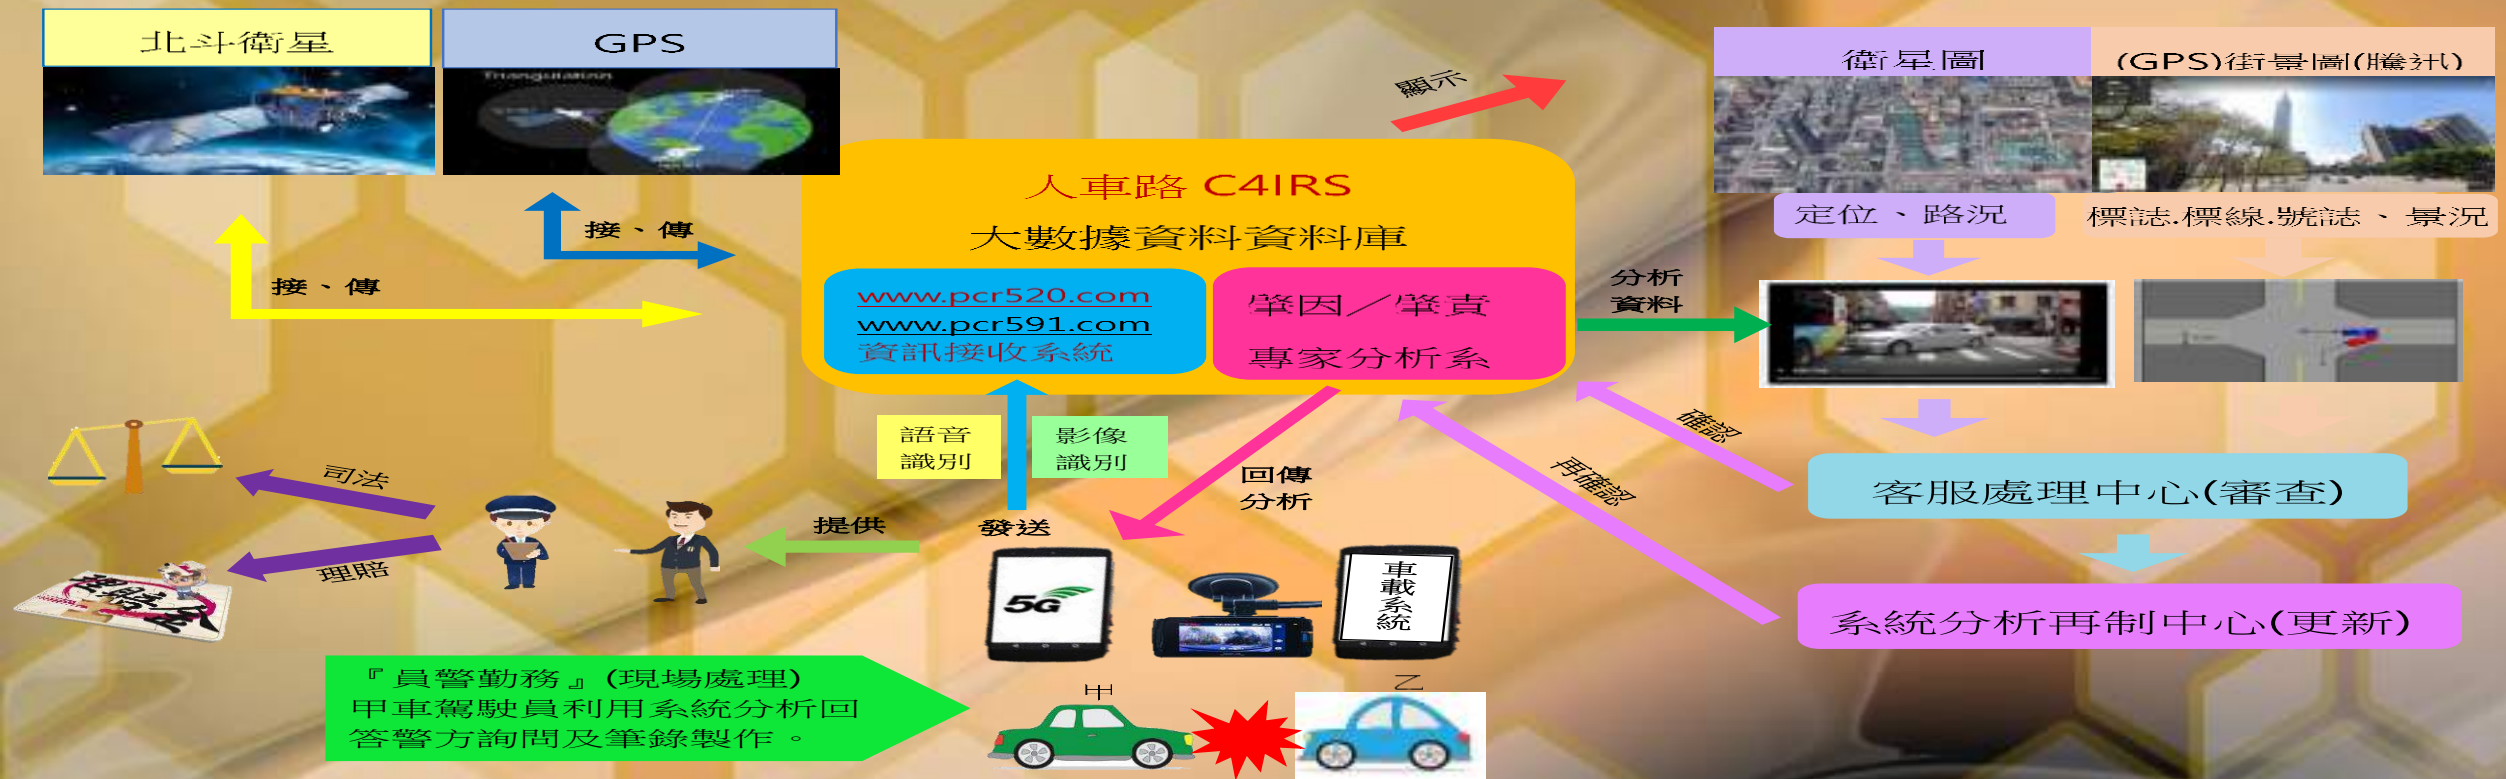 北斗衛星
GPS
Triangulation
衛星圖
(GPS)街景圖(騰訊)
顯示
人車路 C4IRS
大數據資料資料庫
www.pcr520.com
www.pcr591.com
資訊接收系統
肇因／肇責
專家分析系
接、傳
接、傳
定位、路況
標誌.標線.號誌、景況
分析
資料
語音
識別
影像
識別
回傳
分析
確認
再確認
客服處理中心(審查)
系統分析再制中心(更新)
司法
理賠
提供
發送
5G
車載系統
理賠金
『員警勤務』(現場處理)
甲車駕駛員利用系統分析回
答警方詢問及筆錄製作。
甲
乙